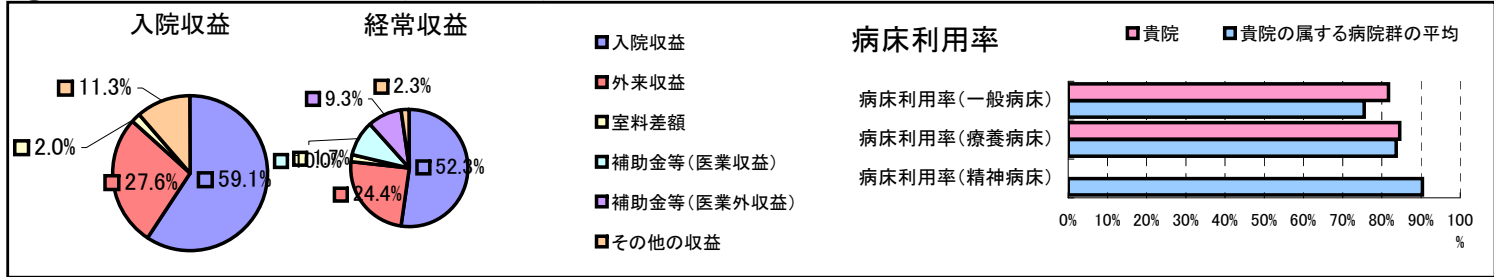 入院収益
11.3%
2.0%
27.6%
59.1%
経常収益
2.3%
9.3%
1.7%
52.3%
24.4%
入院収益
外来収益
室料差額
補助金等(医業収益)
補助金等(医業外収益)
その他の収益
病床利用率
貴院
貴院の属する病院群の平均
病床利用率(一般病床)
病床利用率(療養病床)
病床利用率(精神病床)
0% 10% 20% 30% 40% 50% 60% 70% 80% 90% 100
%